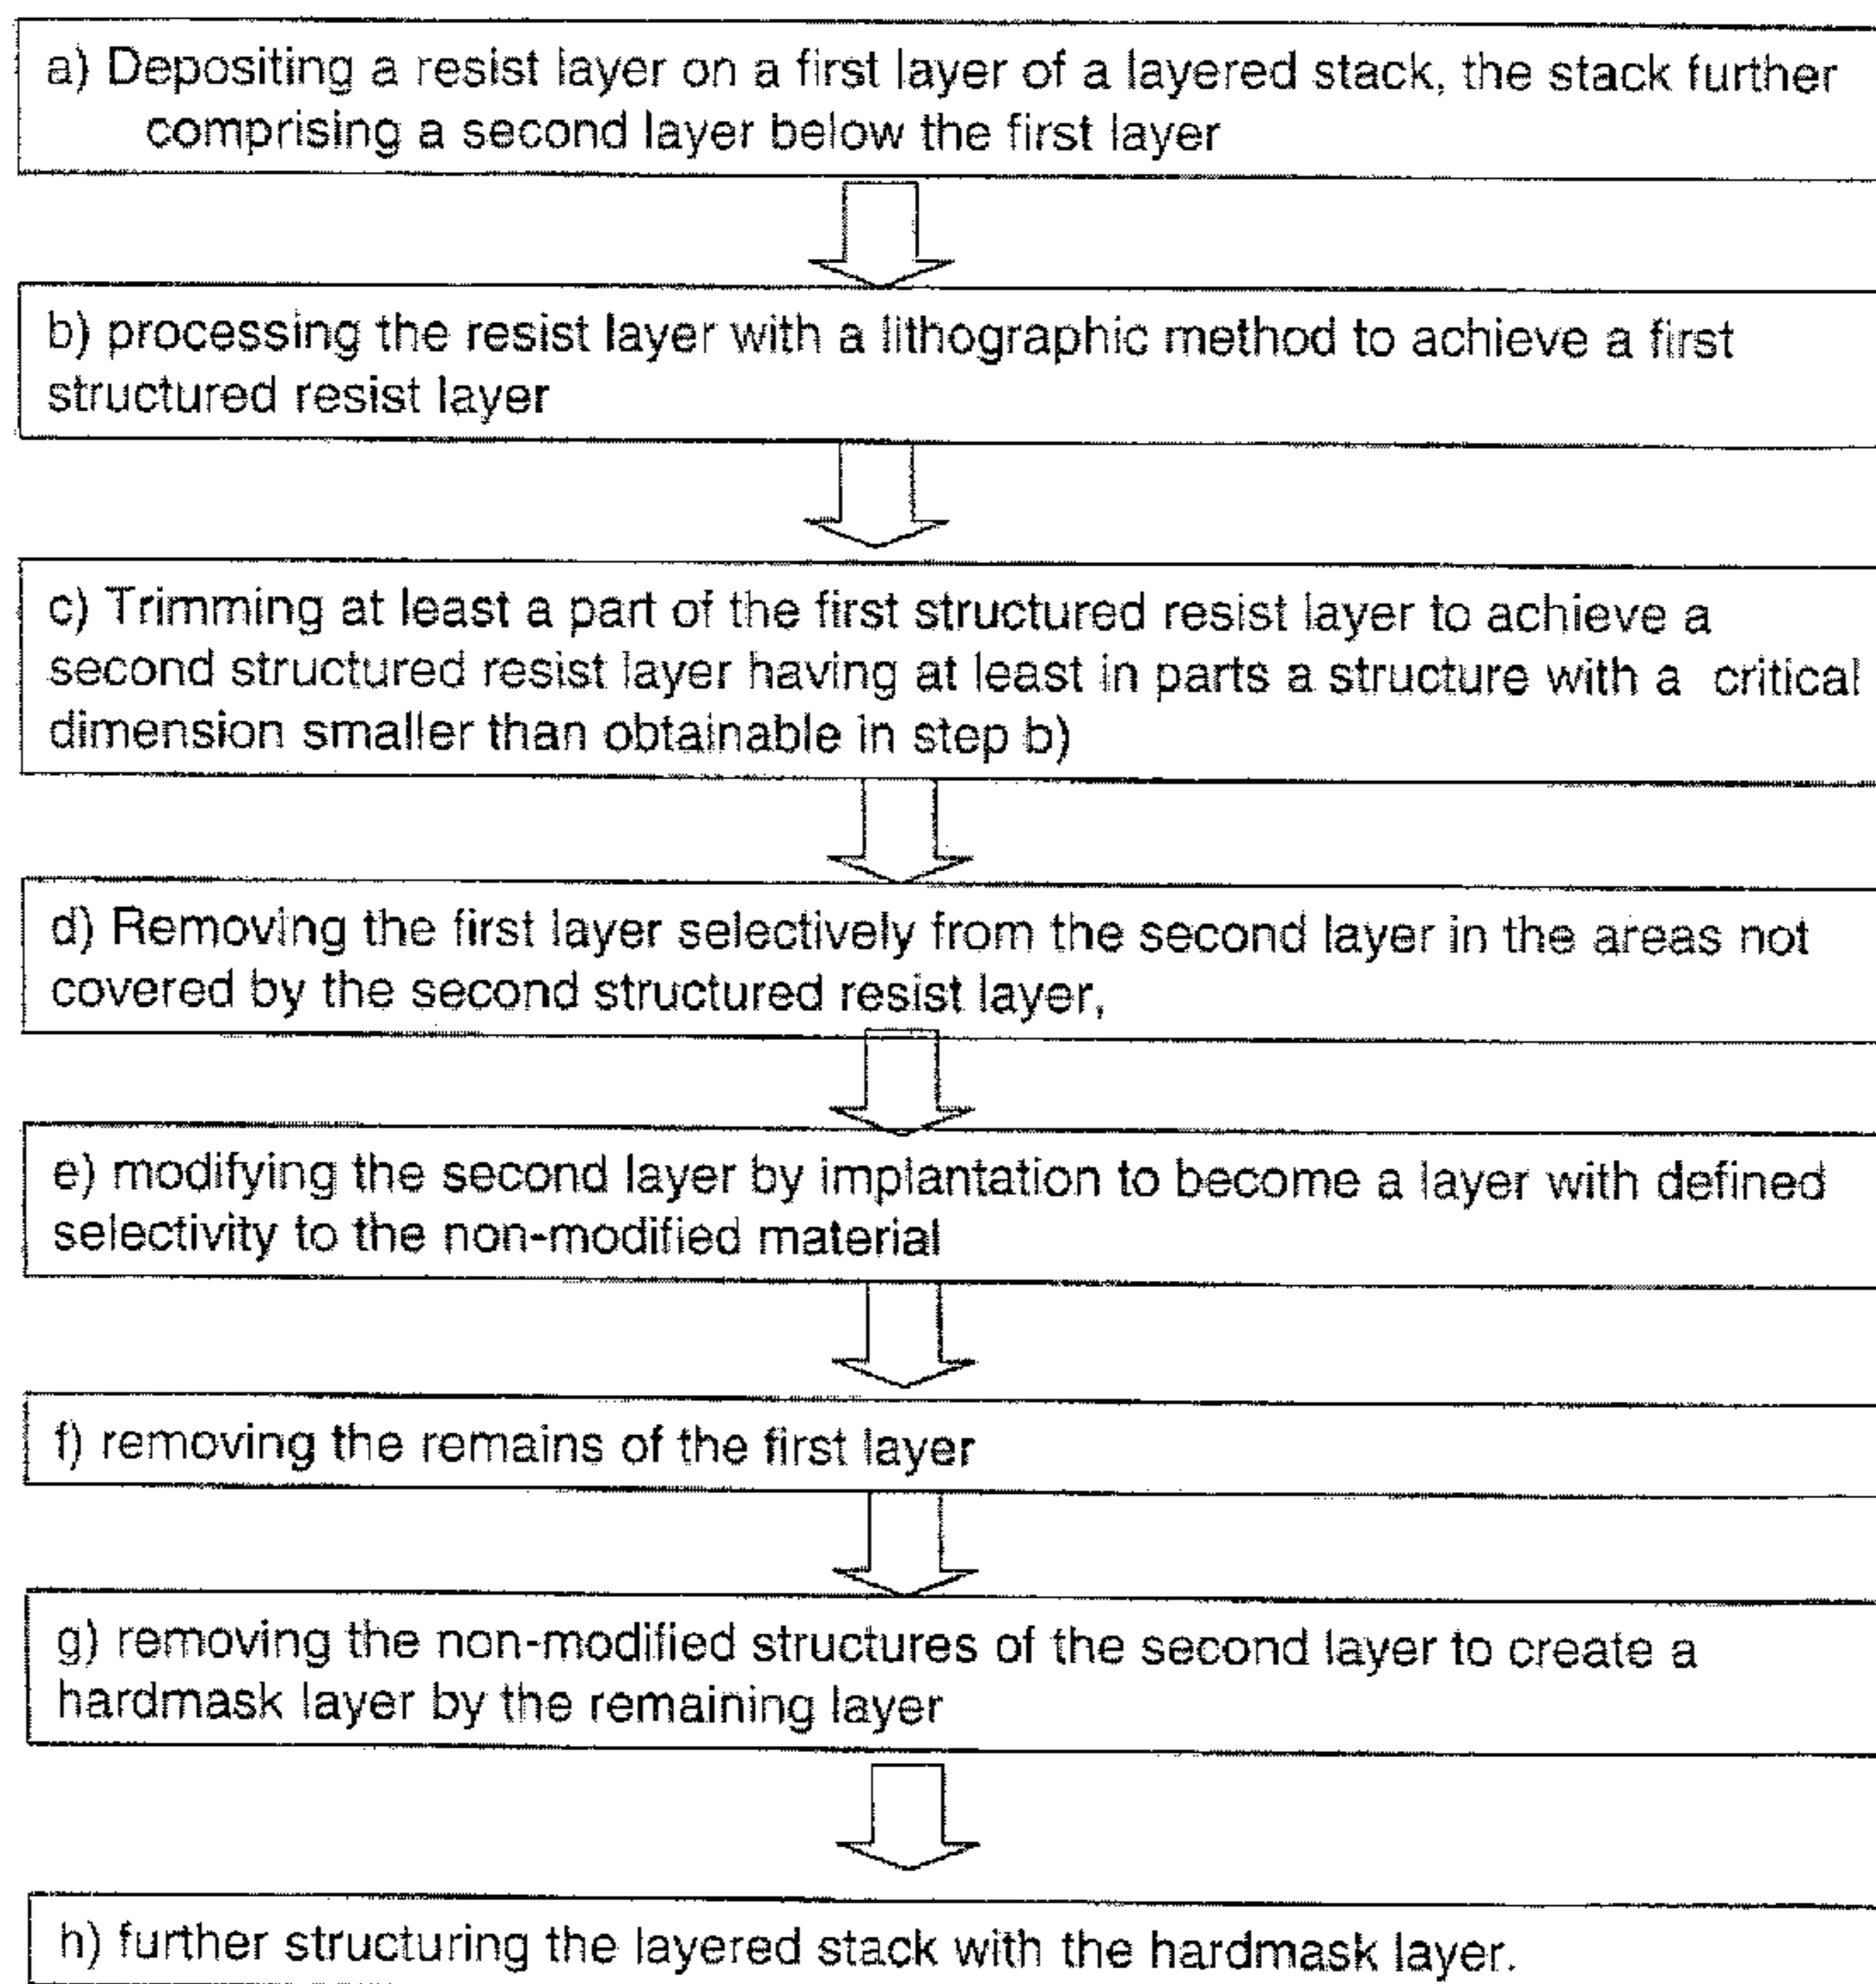 a) Depositing a resist layer on a first layer of a layered stack, the stack further
comprising a second layer below the first layer
b) processing the resist layer with a lithographic method to achieve a first
structured resist layer
c) Trimming at least a part of the first structured resist layer to achieve a
second structured resist layer having at least in parts a structure with a critical
dimension smaller than obtainable in step b)
d) Removing the first layer selectively from the second layer in the areas not
covered by the second structured resist layer,
e) modifying the second layer by implantation to become a layer with defined
selectivity to the non-modified material
f) removing the remains of the first layer
g) removing the non-modified structures of the second layer to create a
hardmask layer by the remaining layer
h) further structuring the layered stack with the hardmask layer.